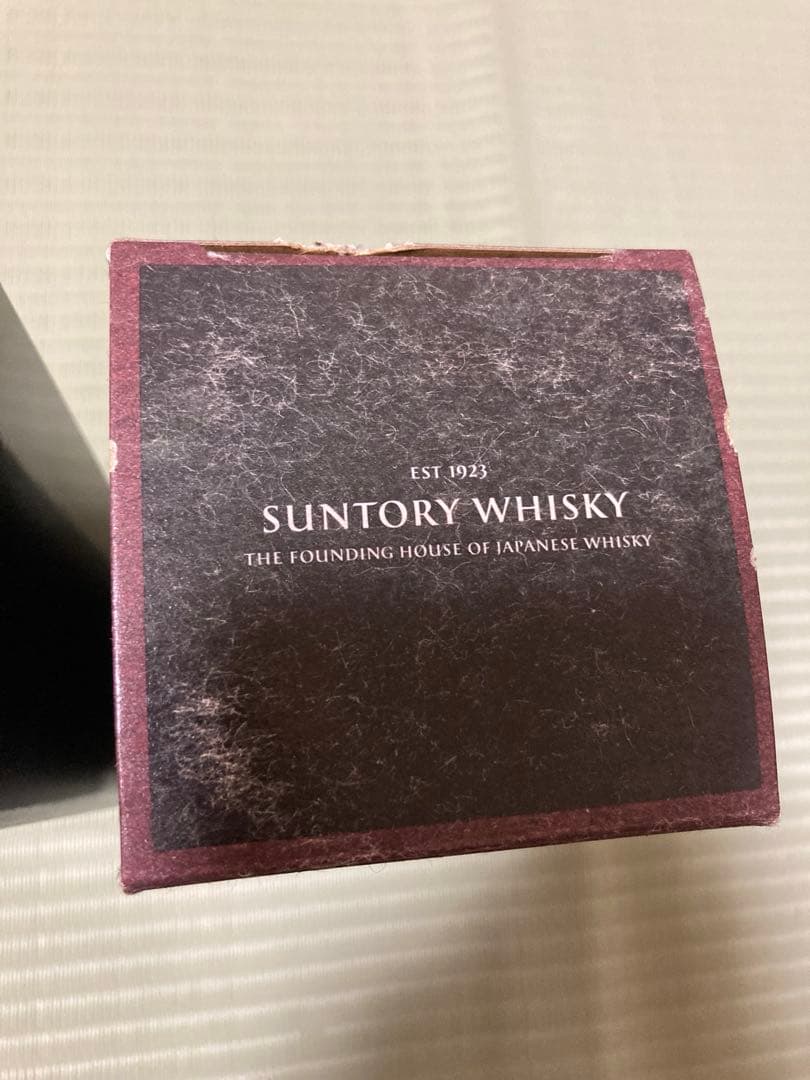 EST 1923
SUNTORY WHISKY
THE FOUNDING HOUSE OF JAPANESE WHISKY